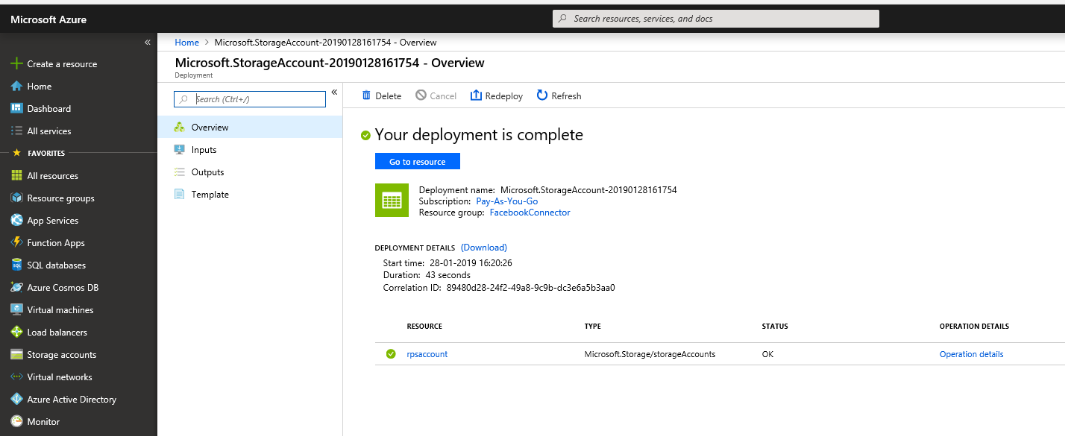 Microsoft Azure
Search resources, services, and docs
«
Create a resource
Home
Dashboard
All services
FAVORITES
All resources
Resource groups
App Services
Function Apps
SQL databases
Azure Cosmos DB
Virtual machines
Load balancers
Storage accounts
Virtual networks
Azure Active Directory
Monitor
Home > Microsoft.StorageAccount-20190128161754 - Overview
Microsoft.StorageAccount-20190128161754 - Overview
Deployment
Search (Ctrl+/)
«
Overview
Inputs
Outputs
Template
Delete Cancel Redeploy Refresh
Your deployment is complete
Go to resource
Deployment name: Microsoft.StorageAccount-20190128161754
Subscription: Pay-As-You-Go
Resource group: FacebookConnector
DEPLOYMENT DETAILS (Download)
Start time: 28-01-2019 16:20:26
Duration: 43 seconds
Correlation ID: 89480d28-24f2-49a8-9c9b-dc3e6a5b3aa0
RESOURCE TYPE STATUS OPERATION DETAILS
rpsaccount Microsoft.Storage/storageAccounts OK Operation details